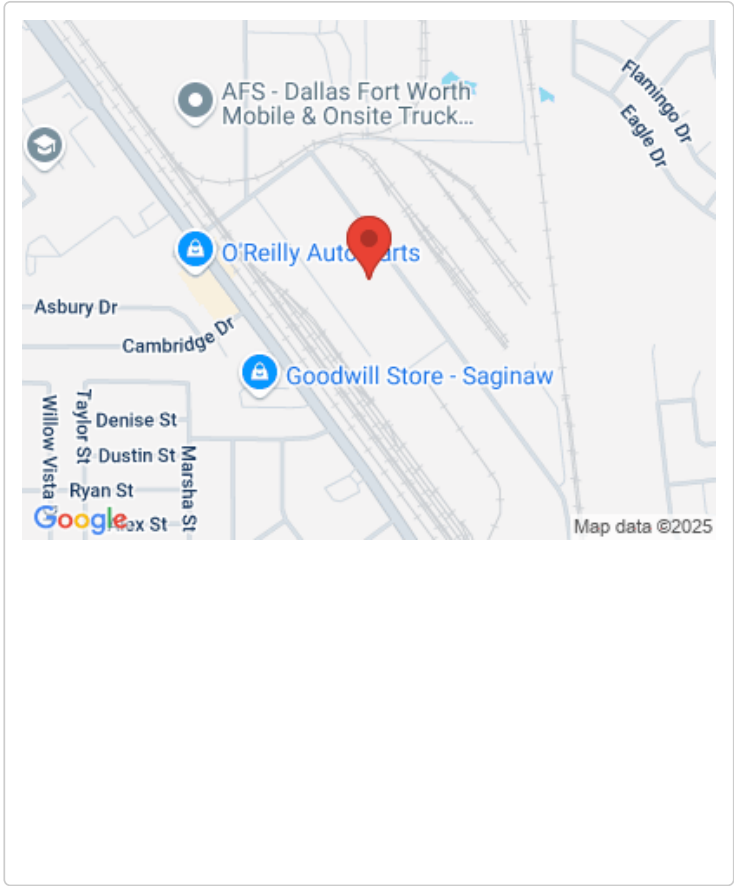 Flamingo Dr
Eagle Dr
AFS - Dallas Fort Worth
Mobile & Onsite Truck...
O'Reilly Auto Parts
Asbury Dr
Cambridge Dr
Goodwill Store - Saginaw
Willow Vista
Taylor St
Denise St
Dustin St
Marsha St
Ryan St
Google
Map data ©2025